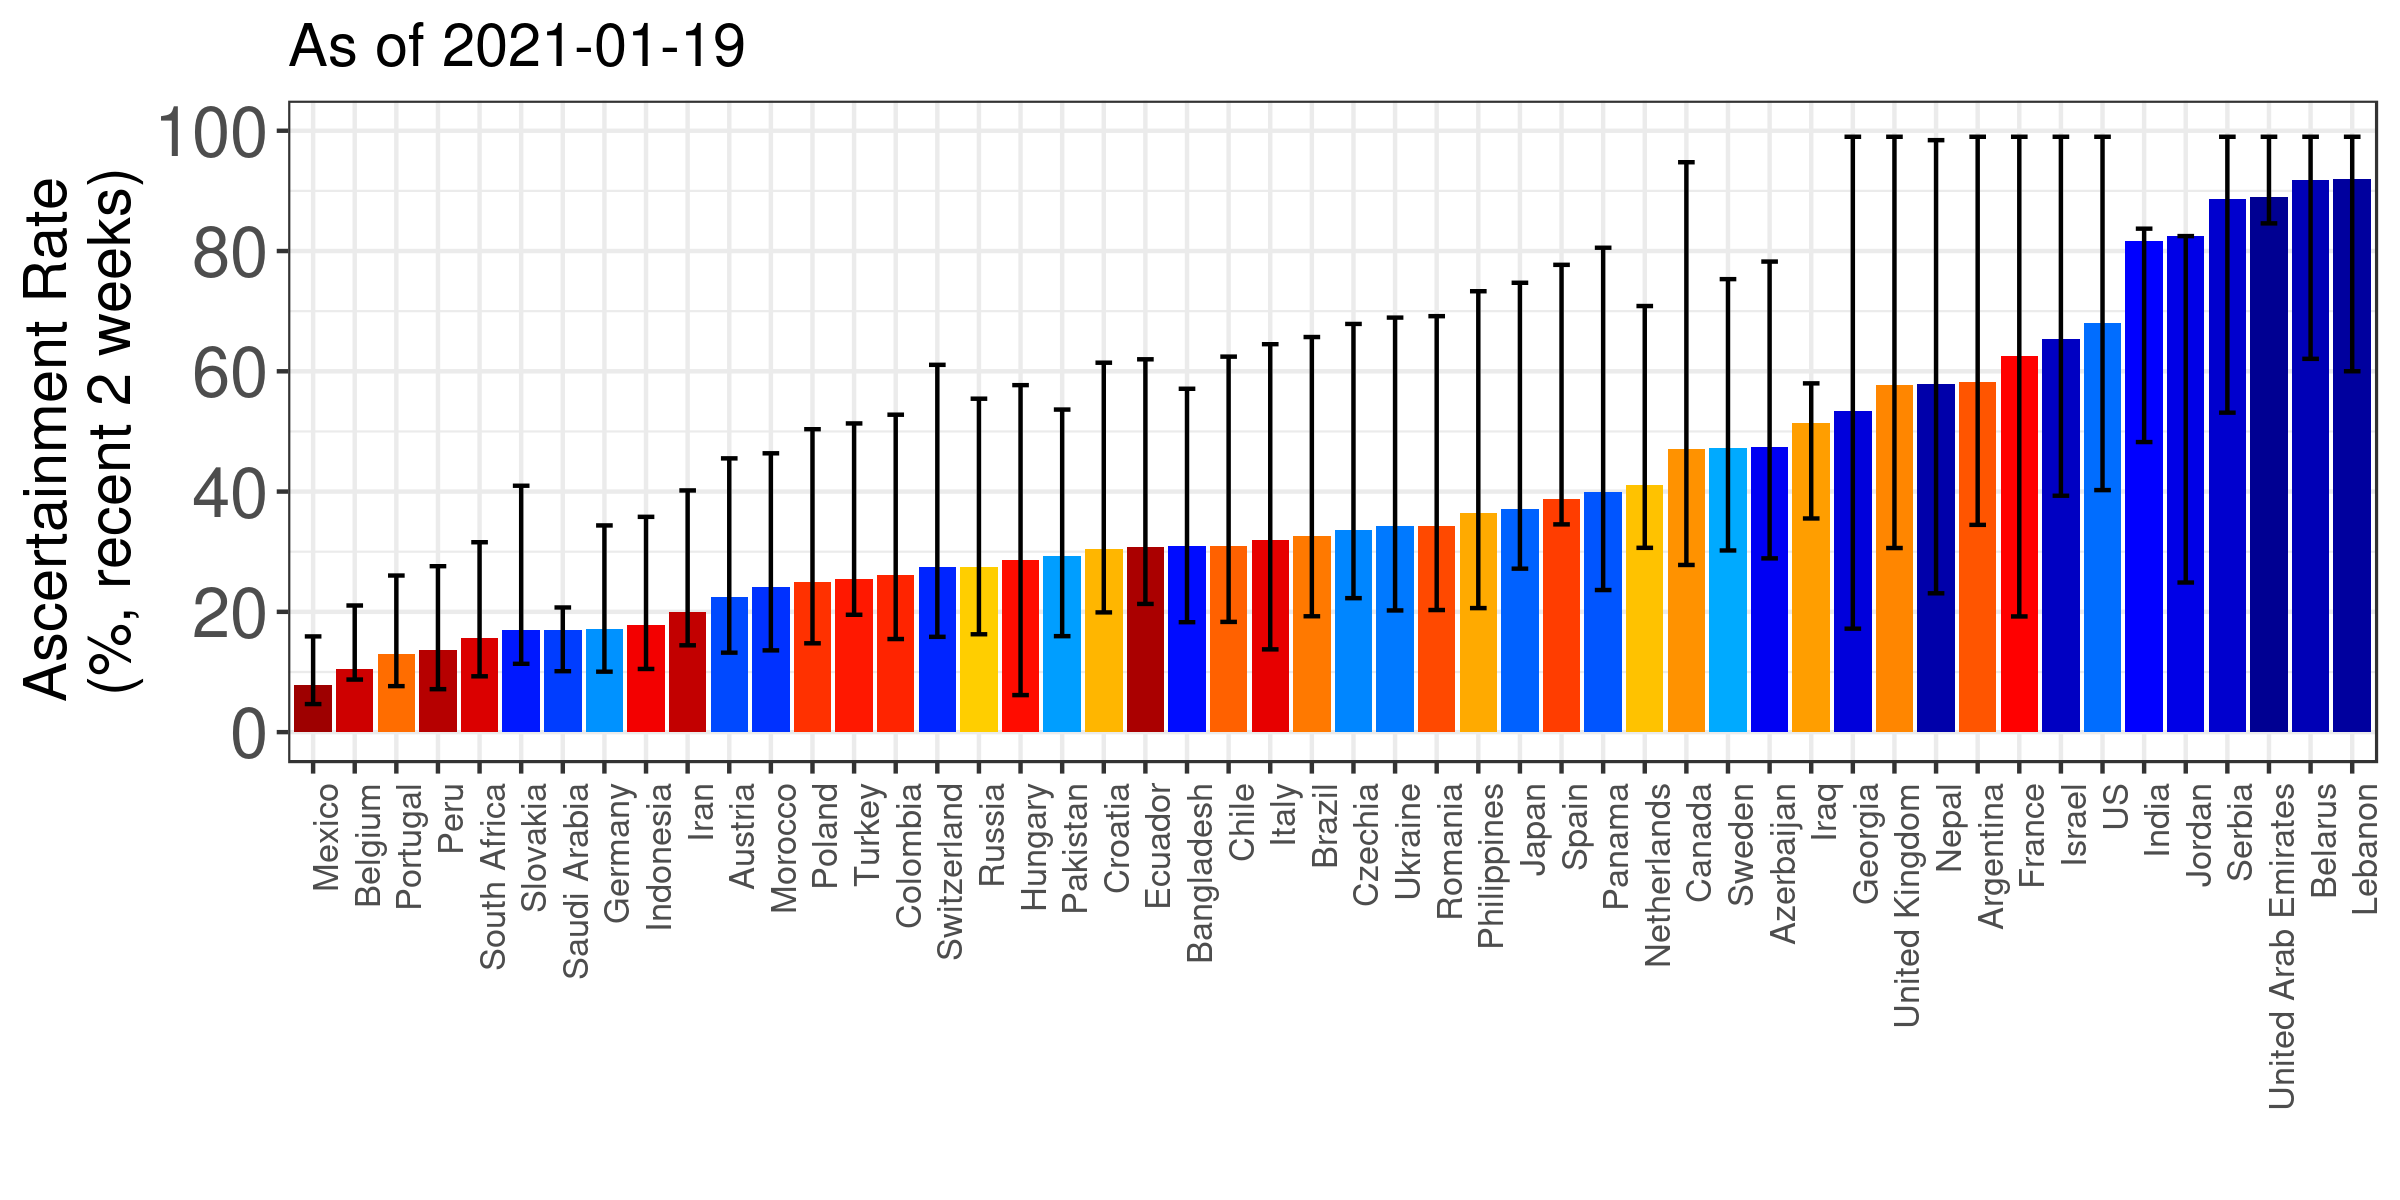 As of 2021-01-19
Ascertainment Rate
(%, recent 2 weeks)
100
80
60
40
20
0
Mexico
Belgium
Portugal
Peru
South Africa
Slovakia
Saudi Arabia
Germany
Indonesia
Iran
Austria
Morocco
Poland
Turkey
Colombia
Switzerland
Russia
Hungary
Pakistan
Croatia
Ecuador
Bangladesh
Chile
Italy
Brazil
Czechia
Ukraine
Romania
Philippines
Japan
Spain
Panama
Netherlands
Canada
Sweden
Azerbaijan
Iraq
Georgia
United Kingdom
Nepal
Argentina
France
Israel
US
India
Jordan
Serbia
United Arab Emirates
Belarus
Lebanon